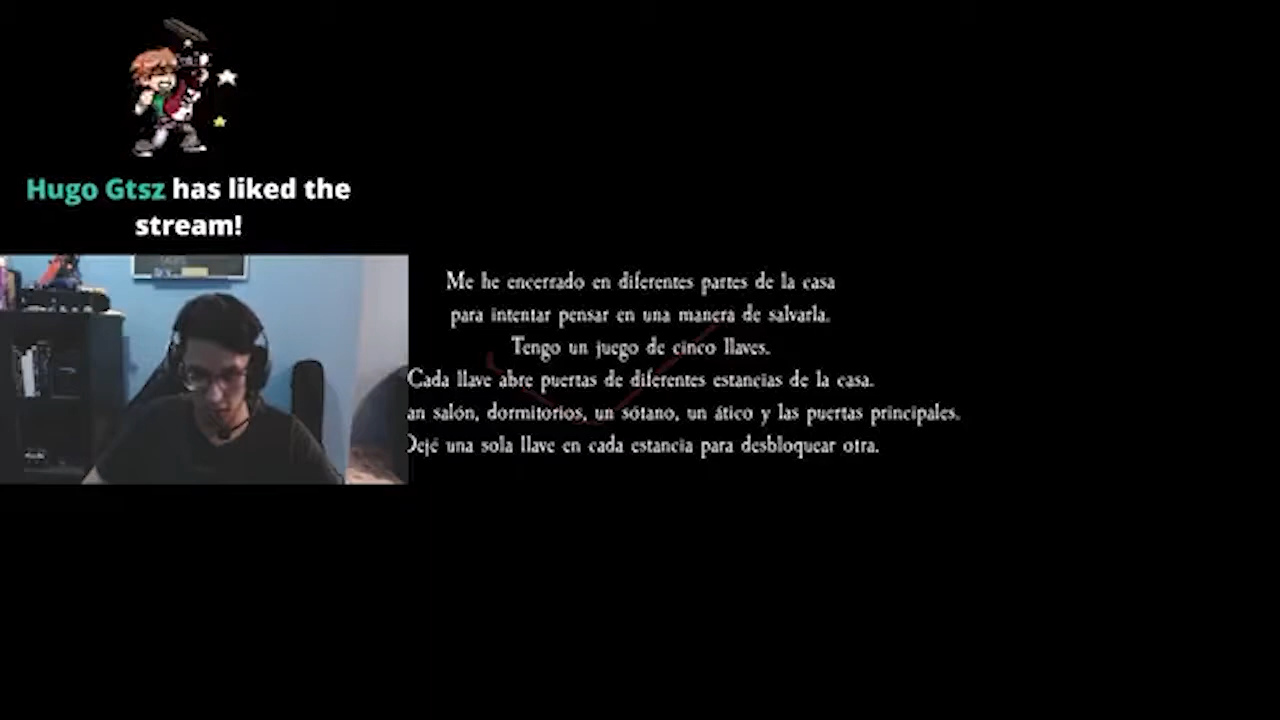 Hugo Gtsz has liked the
stream!
Me he encerrado en diferentes partes de la casa
para intentar pensar en una manera de salvarla.
Tengo un juego de cinco llaves.
Cada llave abre puertas de diferentes estancias de la casa.
an salón, dormitorios, un sótano, un ático y las puertas principales.
Dejé una sola llave en cada estancia para desbloquear otra.